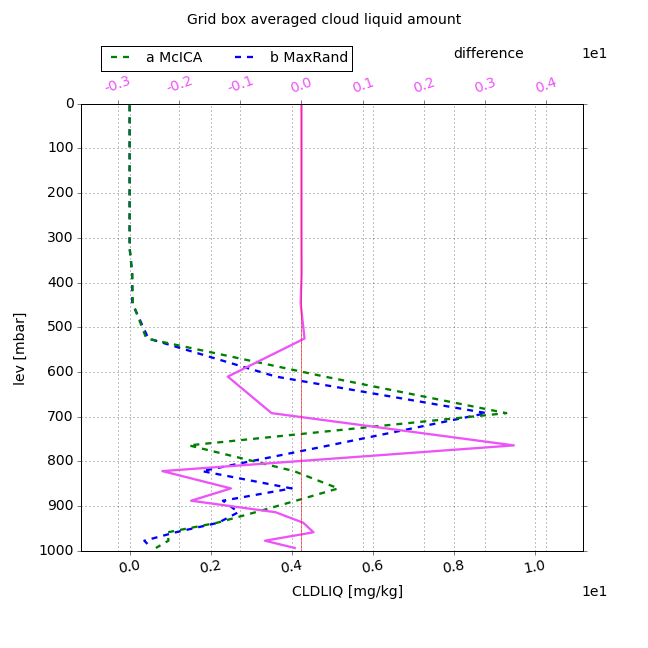 Grid box averaged cloud liquid amount
a McICA b MaxRand difference 1e1
-0.3 -0.2 -0.1 0.0 0.1 0.2 0.3 0.4
0
100
200
300
400
500
600
700
800
900
1000
lev [mbar]
0.0 0.2 0.4 0.6 0.8 1.0
CLDLIQ [mg/kg] 1e1